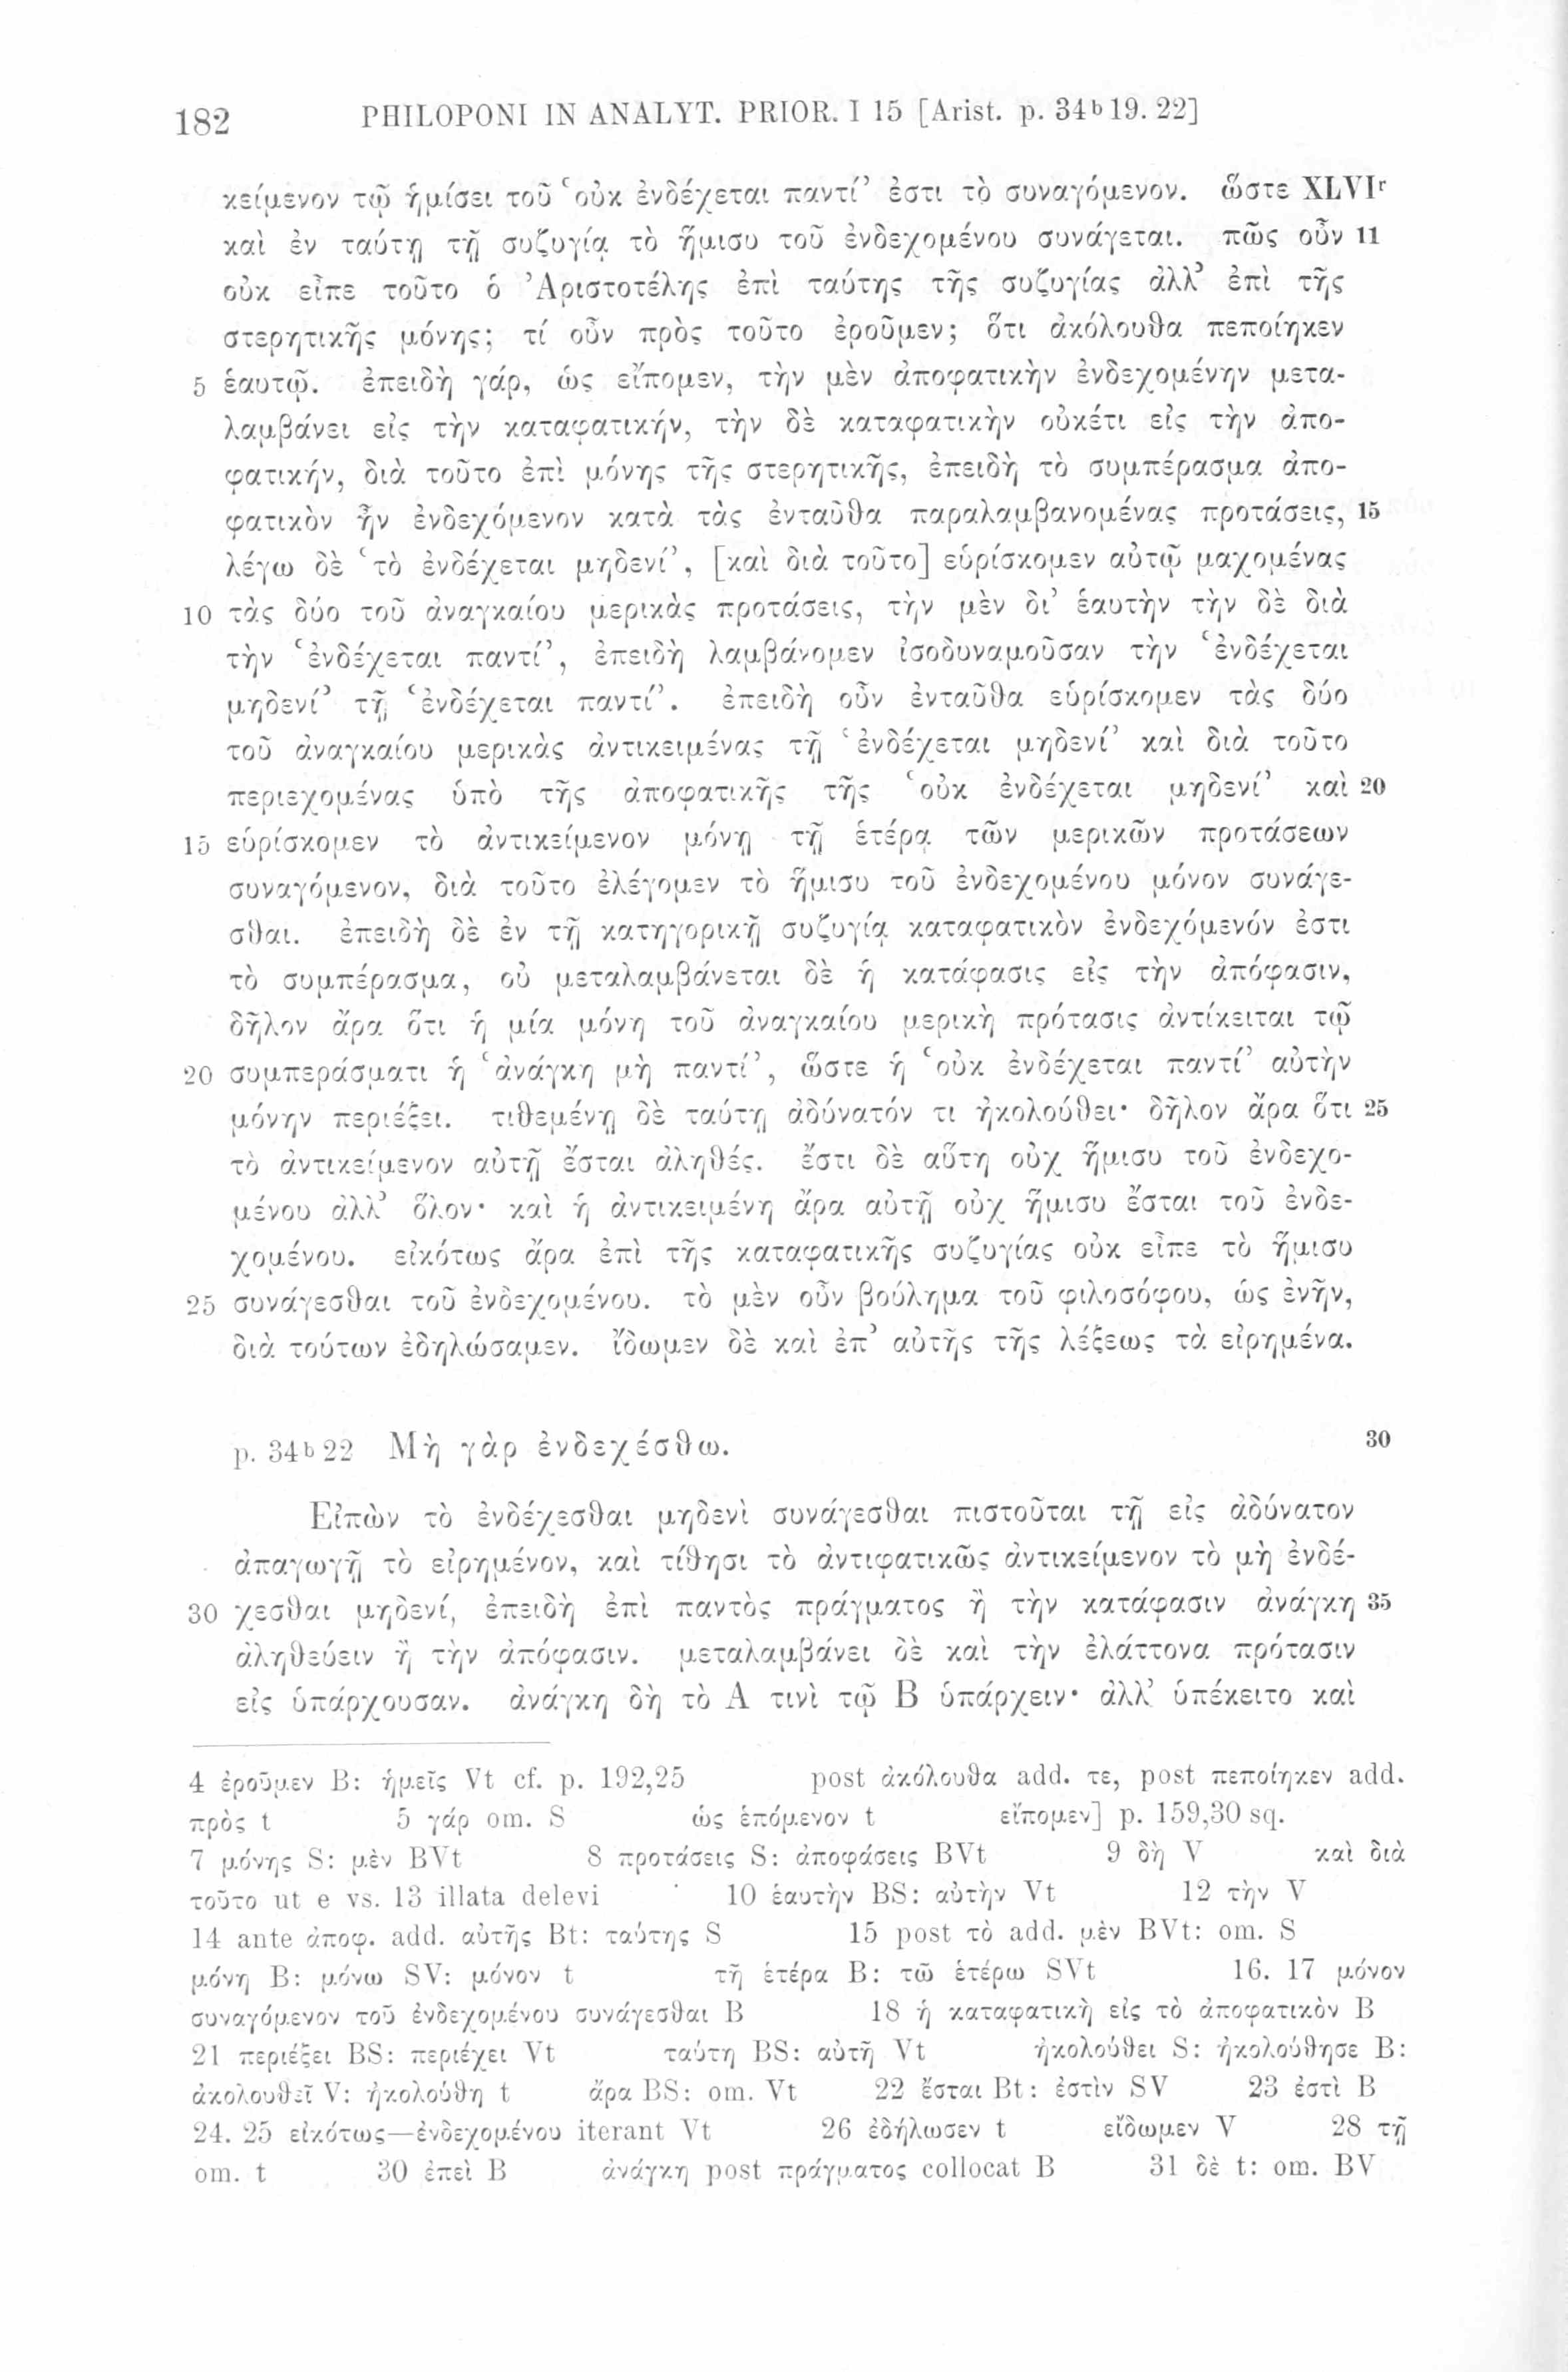 182 PHILOPONI IN ANALYT. PRIOR. I 15 [Arist. p. 34b19. 22]
κείμενον τῷ ἡμίσει τοῦ ‘οὐκ ἐνδέχεται παντί’ ἐστι τὸ συναγόμενον. ὥστε XLVIr
καὶ ἐν ταύτῃ τῇ συζυγίᾳ τὸ ἥμισυ τοῦ ἐνδεχομένου συνάγεται. πῶς οὖν 11
οὐκ εἶπε τοῦτο ὁ Ἀριστοτέλης ἐπὶ ταύτης τῆς συζυγίας ἀλλ’ ἐπὶ τῆς
στερητικῆς μόνης; τί οὖν πρὸς τοῦτο ἐροῦμεν; ὅτι ἀκόλουθα πεποίηκεν
5 ἑαυτῷ. ἐπειδὴ γάρ, ὡς εἴπομεν, τὴν μὲν ἀποφατικὴν ἐνδεχομένην μετα-
λαμβάνει εἰς τὴν καταφατικήν, τὴν δὲ καταφατικὴν οὐκέτι εἰς τὴν ἀπο-
φατικήν, διὰ τοῦτο ἐπὶ μόνης τῆς στερητικῆς, ἐπειδὴ τὸ συμπέρασμα ἀπο-
φατικὸν ἦν ἐνδεχόμενον κατὰ τὰς ἐνταῦθα παραλαμβανομένας προτάσεις, 15
λέγω δὲ ‘τὸ ἐνδέχεται μηδενί’, [καὶ διὰ τοῦτο] εὑρίσκομεν αὐτῷ μαχομένας
10 τὰς δύο τοῦ ἀναγκαίου μερικὰς προτάσεις, τὴν μὲν δι’ ἑαυτὴν τὴν δὲ διὰ
τὴν ‘ἐνδέχεται παντί’, ἐπειδὴ λαμβάνομεν ἰσοδυναμοῦσαν τὴν ‘ἐνδέχεται
μηδενί’ τῇ ‘ἐνδέχεται παντί’. ἐπειδὴ οὖν ἐνταῦθα εὑρίσκομεν τὰς δύο
τοῦ ἀναγκαίου μερικὰς ἀντικειμένας τῇ ‘ἐνδέχεται μηδενί’ καὶ διὰ τοῦτο
περιεχομένας ὑπὸ τῆς ἀποφατικῆς τῆς ‘οὐκ ἐνδέχεται μηδενί’ καὶ 20
15 εὑρίσκομεν τὸ ἀντικείμενον μόνῃ τῇ ἑτέρᾳ τῶν μερικῶν προτάσεων
συναγόμενον, διὰ τοῦτο ἐλέγομεν τὸ ἥμισυ τοῦ ἐνδεχομένου μόνον συνάγε-
σθαι. ἐπειδὴ δὲ ἐν τῇ κατηγορικῇ συζυγίᾳ καταφατικὸν ἐνδεχόμενόν ἐστι
τὸ συμπέρασμα, οὐ μεταλαμβάνεται δὲ ἡ κατάφασις εἰς τὴν ἀπόφασιν,
δῆλον ἄρα ὅτι ἡ μία μόνη τοῦ ἀναγκαίου μερικὴ πρότασις ἀντίκειται τῷ
20 συμπεράσματι ἡ ‘ἀνάγκη μὴ παντί’, ὥστε ἡ ‘οὐκ ἐνδέχεται παντί’ αὐτὴν
μόνην περιέξει. τιθεμένῃ δὲ ταύτῃ ἀδύνατόν τι ἠκολούθει· δῆλον ἄρα ὅτι 25
τὸ ἀντικείμενον αὐτῇ ἔσται ἀληθές. ἔστι δὲ αὕτη οὐχ ἥμισυ τοῦ ἐνδεχο-
μένου ἀλλ’ ὅλον· καὶ ἡ ἀντικειμένη ἄρα αὐτῇ οὐχ ἥμισυ ἔσται τοῦ ἐνδε-
χομένου. εἰκότως ἄρα ἐπὶ τῆς καταφατικῆς συζυγίας οὐκ εἶπε τὸ ἥμισυ
25 συνάγεσθαι τοῦ ἐνδεχομένου. τὸ μὲν οὖν βούλημα τοῦ φιλοσόφου, ὡς ἐνῆν,
διὰ τούτων ἐδηλώσαμεν. ἴδωμεν δὲ καὶ ἐπ’ αὐτῆς τῆς λέξεως τὰ εἰρημένα.
p. 34b22 Μὴ γὰρ ἐνδεχέσθω. 30
Εἰπὼν τὸ ἐνδέχεσθαι μηδενὶ συνάγεσθαι πιστοῦται τῇ εἰς ἀδύνατον
ἀπαγωγῇ τὸ εἰρημένον, καὶ τίθησι τὸ ἀντιφατικῶς ἀντικείμενον τὸ μὴ ἐνδέ-
30 χεσθαι μηδενί, ἐπειδὴ ἐπὶ παντὸς πράγματος ἢ τὴν κατάφασιν ἀνάγκη 35
ἀληθεύειν ἢ τὴν ἀπόφασιν. μεταλαμβάνει δὲ καὶ τὴν ἐλάττονα πρότασιν
εἰς ὑπάρχουσαν. ἀνάγκη δὴ τὸ Α τινὶ τῷ Β ὑπάρχειν· ἀλλ’ ὑπέκειτο καὶ
4 ἐροῦμεν B: ἡμεῖς Vt cf. p. 192,25 post ἀκόλουθα add. τε, post πεποίηκεν add.
πρὸς t 5 γάρ om. S ὡς ἑπόμενον t εἴπομεν] p. 159,30 sq.
7 μόνης S: μὲν BVt 8 προτάσεις S: ἀποφάσεις BVt 9 δὴ V καὶ διὰ
τοῦτο ut e vs. 13 illata delevi 10 ἑαυτὴν BS: αὐτὴν Vt 12 τὴν V
14 ante ἀποφ. add. αὐτῆς Bt: ταύτης S 15 post τὸ add. μὲν BVt: om. S
μόνη B: μόνω SV: μόνον t τῆ ἑτέρα B: τῶ ἑτέρω SVt 16. 17 μόνον
συναγόμενον τοῦ ἐνδεχομένου συνάγεσθαι B 18 ἡ καταφατικὴ εἰς τὸ ἀποφατικὸν B
21 περιέξει BS: περιέχει Vt ταύτη BS: αὐτῆ Vt ἠκολούθει S: ἠκολούθησε B:
ἀκολουθεῖ V: ἠκολούθη t ἄρα BS: om. Vt 22 ἔσται Bt: ἐστὶν SV 23 ἐστὶ B
24. 25 εἰκότως—ἐνδεχομένου iterant Vt 26 ἐδήλωσεν t εἴδωμεν V 28 τῇ
om. t 30 ἐπεὶ B ἀνάγκη post πράγματος collocat B 31 δὲ t: om. BV